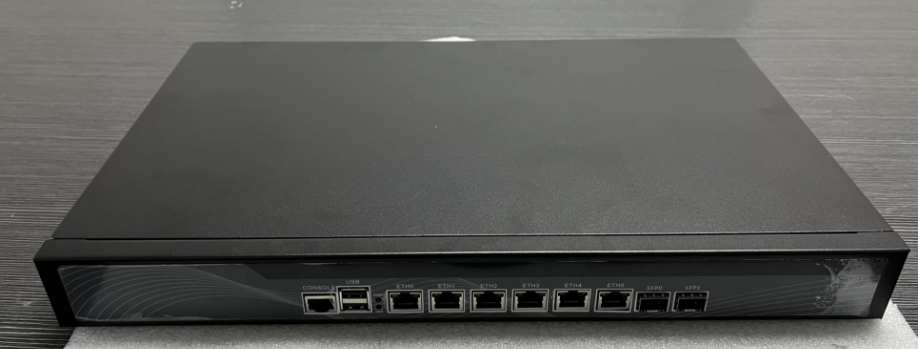 CONSOLE USB ETH0 ETH1 ETH2 ETH3 ETH4 ETH5 SFP0 SFP1